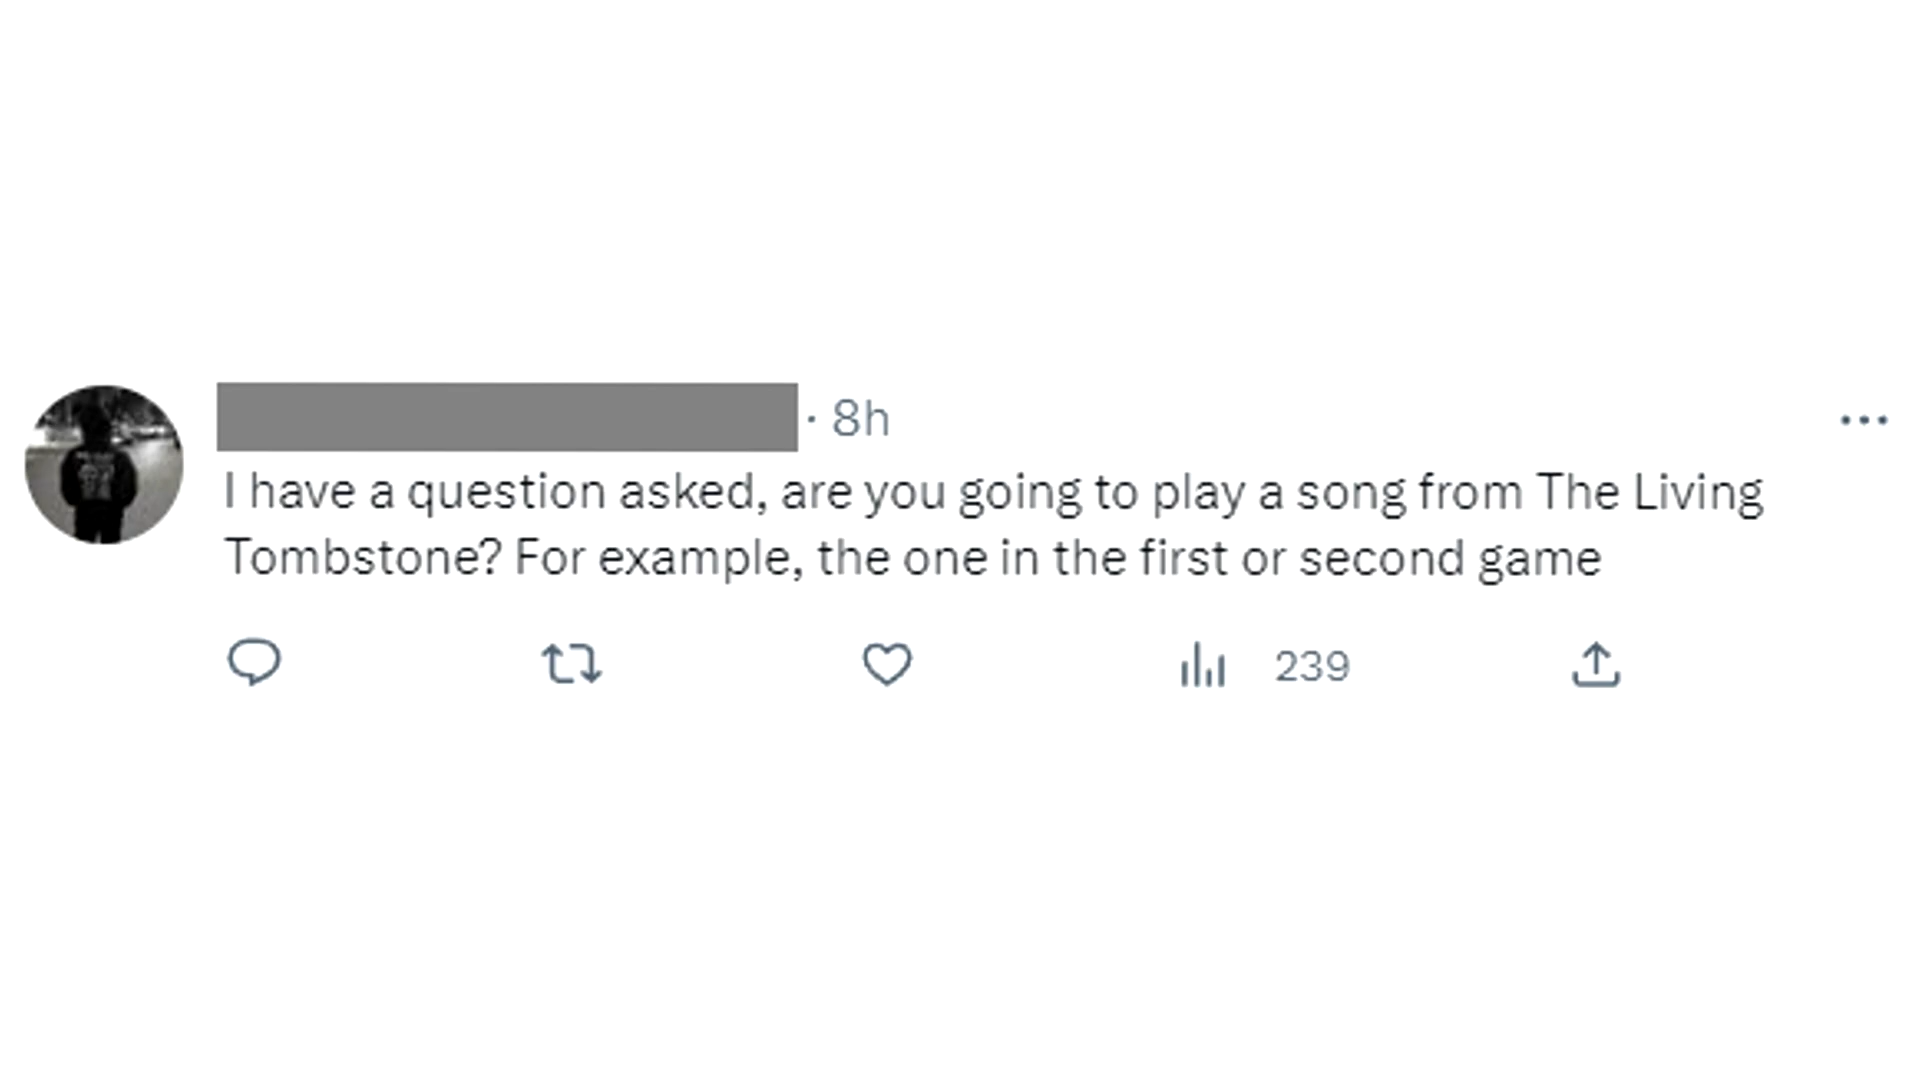 · 8h
I have a question asked, are you going to play a song from The Living
Tombstone? For example, the one in the first or second game
239